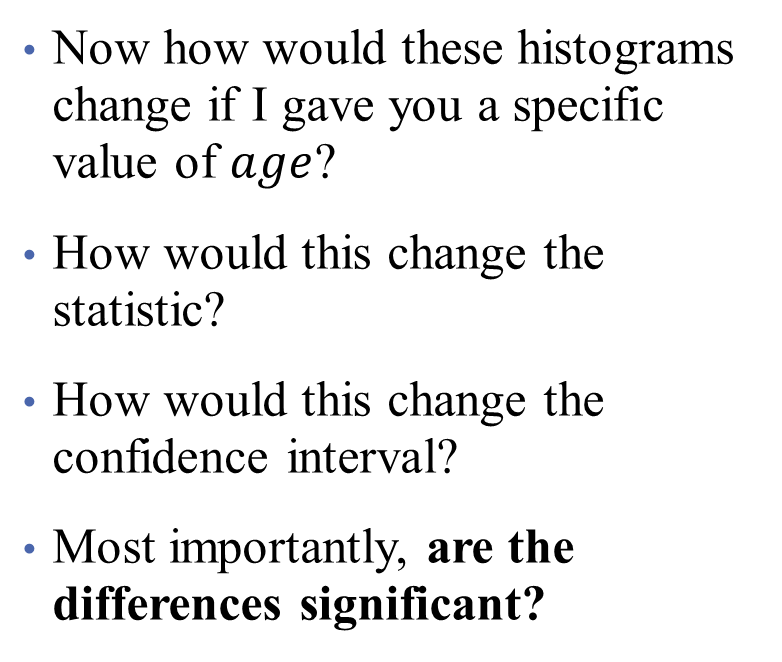 • Now how would these histograms
change if I gave you a specific
value of age?
• How would this change the
statistic?
• How would this change the
confidence interval?
• Most importantly, are the
differences significant?